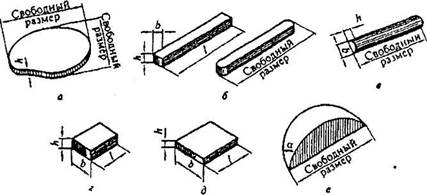 Свободный
размер
Свободный
размер
h
а
b
h
l
Свободный
размер
б
h
b
Свободный
размер
в
h
b
l
г
h
b
l
д
а
Свободный
размер
е